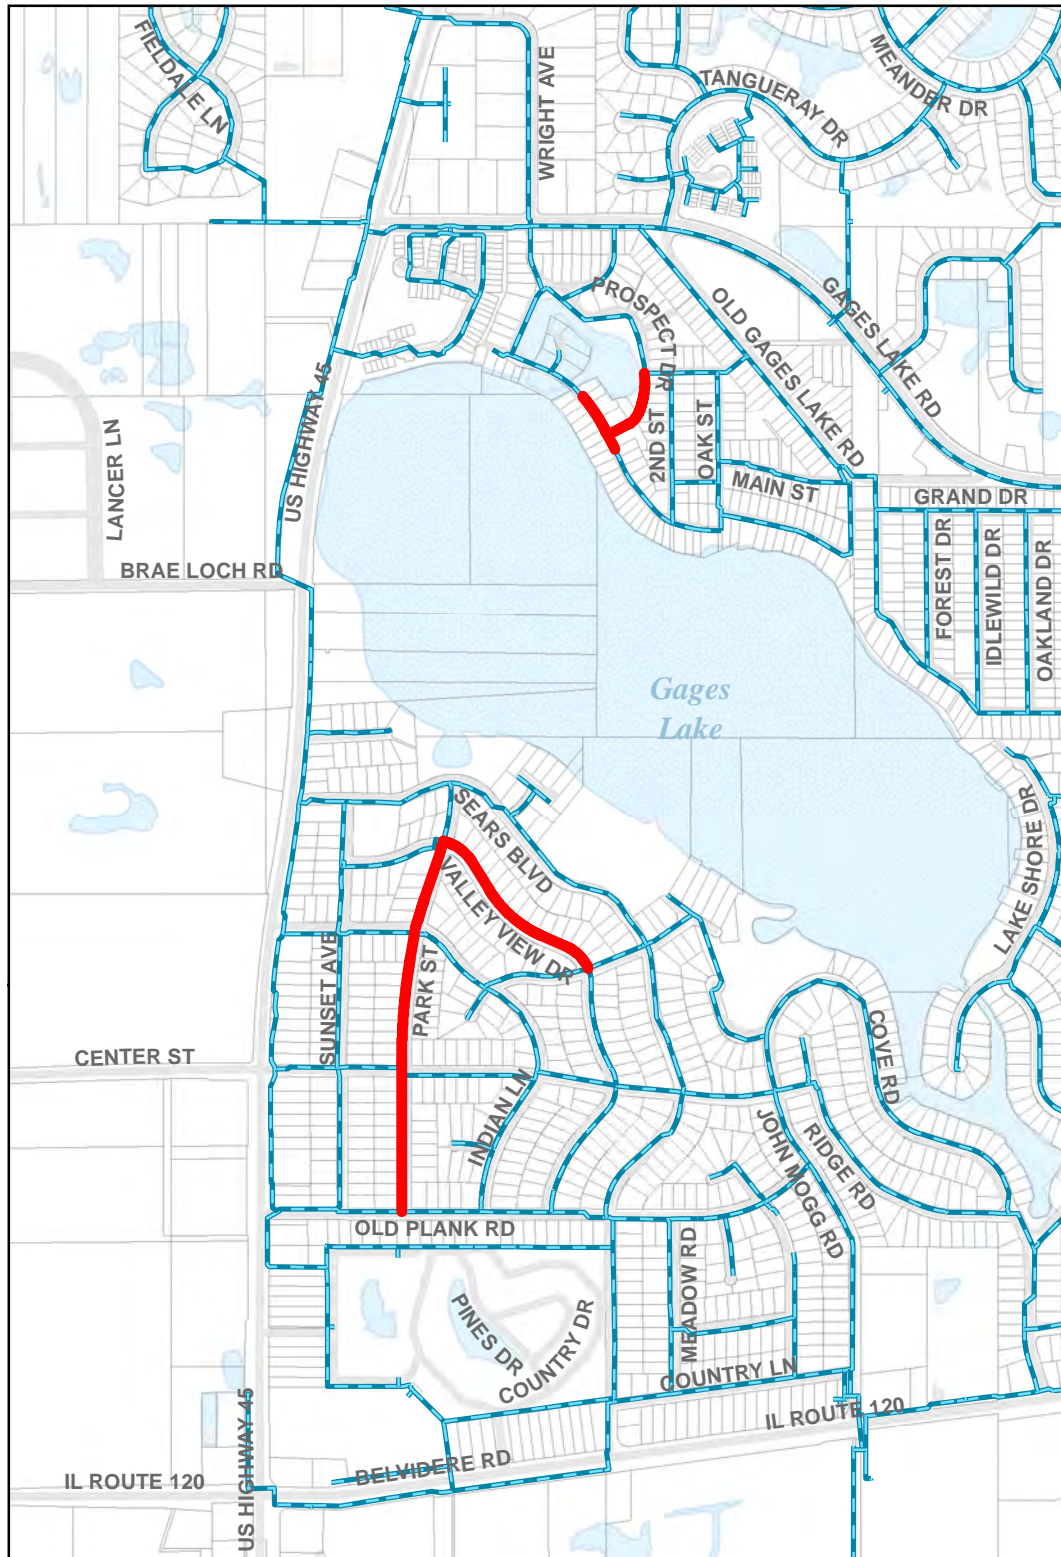 FIELDALE LN
WRIGHT AVE
TANGUERAY DR
MEANDER DR
PROSPECT DR
OLD GAGES LAKE RD
GAGES LAKE RD
US HIGHWAY 45
LANCER LN
2ND ST
OAK ST
MAIN ST
GRAND DR
BRAE LOCH RD
FOREST DR
IDLEWILD DR
OAKLAND DR
Gages
Lake
SEARS BLVD
LAKE SHORE DR
VALLEY VIEW DR
SUNSET AVE
PARK ST
CENTER ST
COVE RD
INDIAN LN
JOHN MOGG RD
RIDGE RD
OLD PLANK RD
MEADOW RD
PINES DR
COUNTRY DR
COUNTRY LN
IL ROUTE 120
US HIGHWAY 45
BELVIDERE RD
IL ROUTE 120